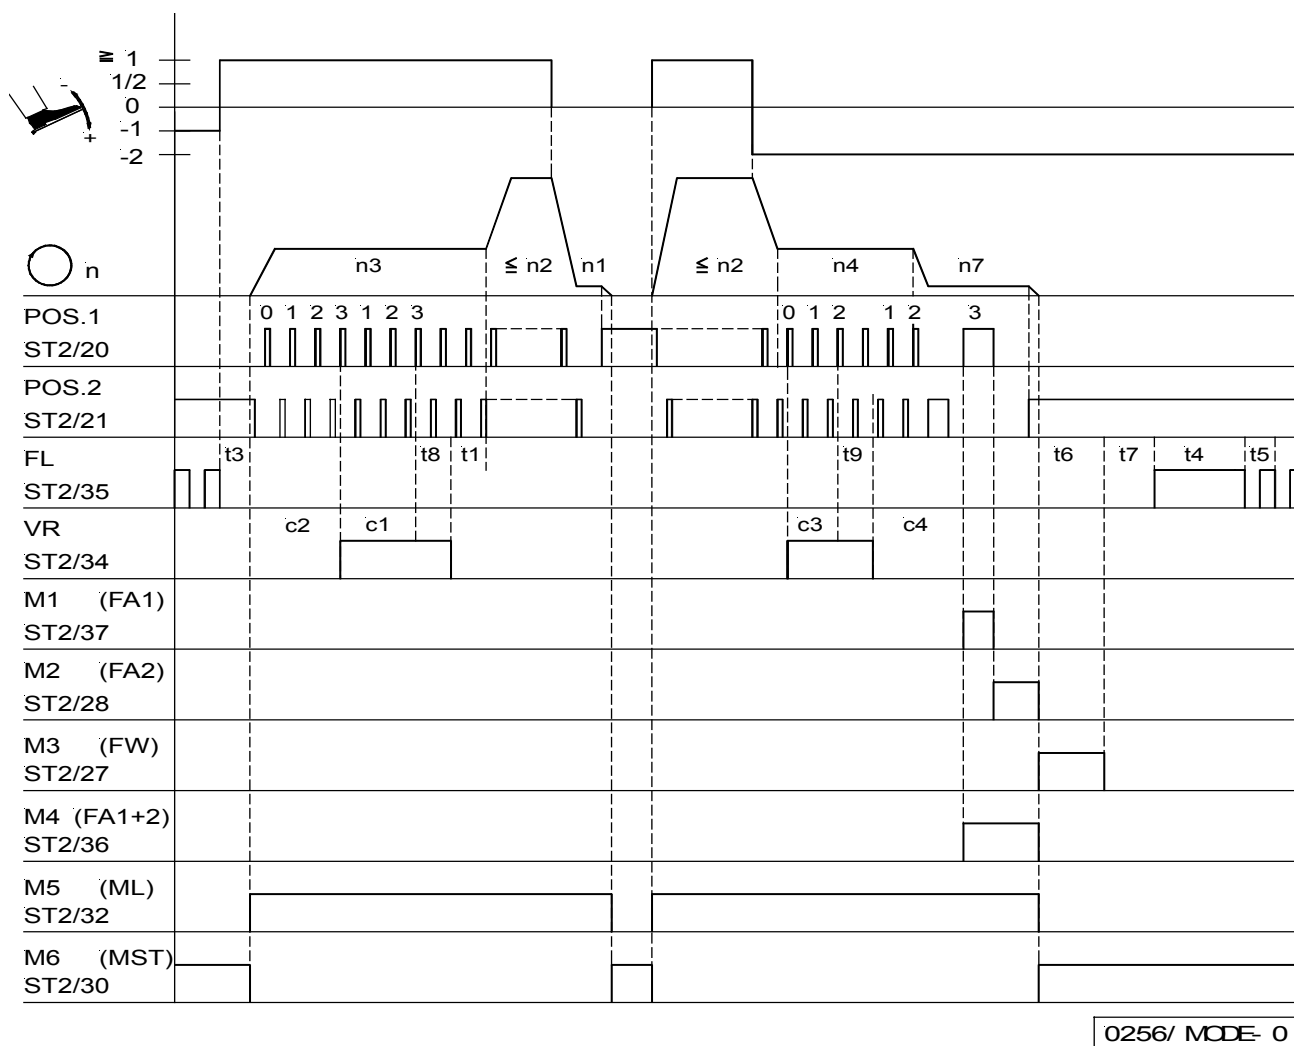 ≧ 1
1/2
0
-1
-2
-
+
n
n3
≦ n2
n1
≦ n2
n4
n7
POS.1
ST2/20
0 1 2 3 1 2 3
0 1 2 1 2 3
POS.2
ST2/21
FL
ST2/35
t3 t8 t1 t9 t6 t7 t4 t5
VR
ST2/34
c2 c1 c3 c4
M1 (FA1)
ST2/37
M2 (FA2)
ST2/28
M3 (FW)
ST2/27
M4 (FA1+2)
ST2/36
M5 (ML)
ST2/32
M6 (MST)
ST2/30
0256/ MODE- 0